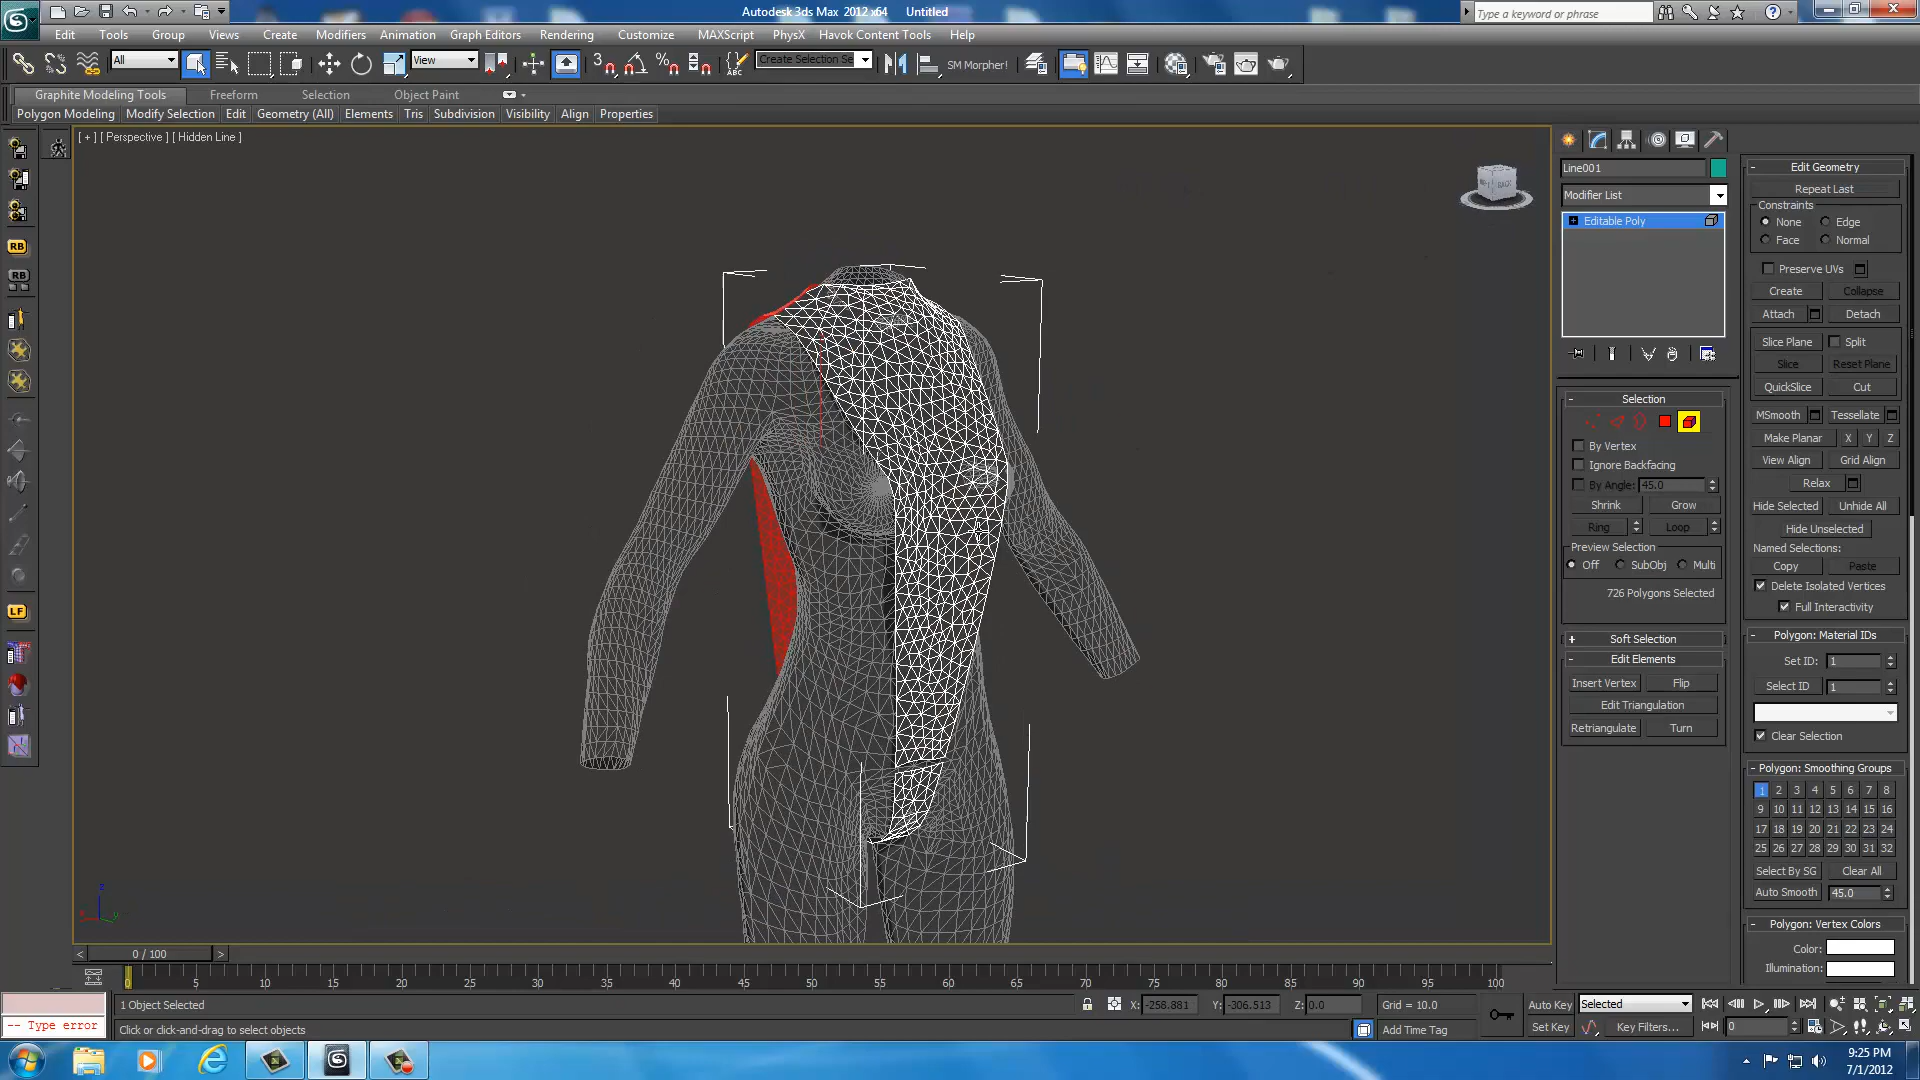 Autodesk 3ds Max 2012 x64 Untitled
Type a keyword or phrase
Edit Tools Group Views Create Modifiers Animation Graph Editors Rendering Customize MAXScript PhysX Havok Content Tools Help
All View Create Selection Se SM Morpher!
Graphite Modeling Tools Freeform Selection Object Paint
Polygon Modeling Modify Selection Edit Geometry (All) Elements Tris Subdivision Visibility Align Properties
[ + ] [ Perspective ] [ Hidden Line ]
RB
RB
LF
BACK
Line001
Modifier List
Editable Poly
Selection
By Vertex
Ignore Backfacing
By Angle: 45.0
Shrink Grow
Ring Loop
Preview Selection
Off SubObj Multi
726 Polygons Selected
Soft Selection
Edit Elements
Insert Vertex Flip
Edit Triangulation
Retriangulate Turn
Edit Geometry
Repeat Last
Constraints
None Edge
Face Normal
Preserve UVs
Create Collapse
Attach Detach
Slice Plane Split
Slice Reset Plane
QuickSlice Cut
MSmooth Tessellate
Make Planar X Y Z
View Align Grid Align
Relax
Hide Selected Unhide All
Hide Unselected
Named Selections:
Copy Paste
Delete Isolated Vertices
Full Interactivity
Polygon: Material IDs
Set ID: 1
Select ID 1
Clear Selection
Polygon: Smoothing Groups
1 2 3 4 5 6 7 8
9 10 11 12 13 14 15 16
17 18 19 20 21 22 23 24
25 26 27 28 29 30 31 32
Select By SG Clear All
Auto Smooth 45.0
Polygon: Vertex Colors
Color:
Illumination:
z
x y
< 0 / 100 >
0 5 10 15 20 25 30 35 40 45 50 55 60 65 70 75 80 85 90 95 100
1 Object Selected X: -258.881 Y: -306.513 Z: 0.0 Grid = 10.0 Auto Key Selected
-- Type error Click or click-and-drag to select objects Add Time Tag Set Key Key Filters... 0
9:25 PM
7/1/2012